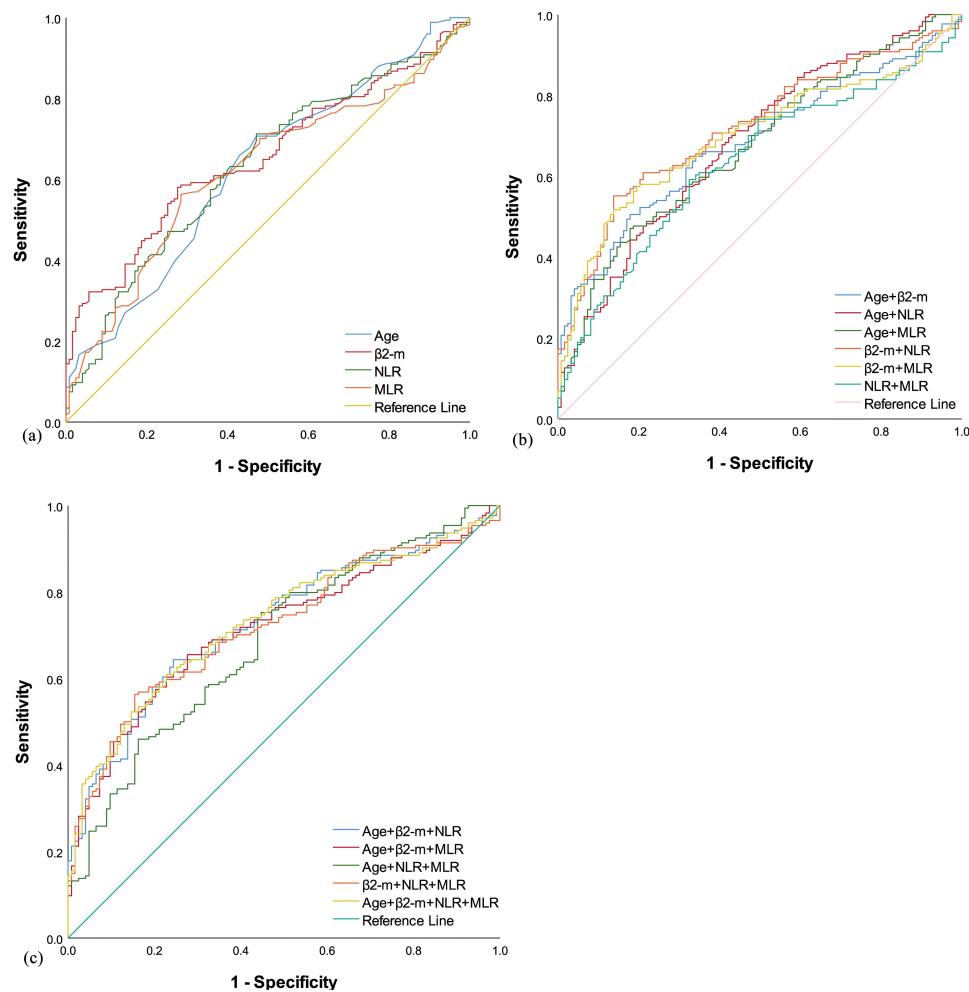 1.0
0.8
0.6
0.4
0.2
0.0
Sensitivity
0.0 0.2 0.4 0.6 0.8 1.0
1 - Specificity
Age
β2-m
NLR
MLR
Reference Line
(a)
1.0
0.8
0.6
0.4
0.2
0.0
Sensitivity
0.0 0.2 0.4 0.6 0.8 1.0
1 - Specificity
Age+β2-m
Age+NLR
Age+MLR
β2-m+NLR
β2-m+MLR
NLR+MLR
Reference Line
(b)
1.0
0.8
0.6
0.4
0.2
0.0
Sensitivity
0.0 0.2 0.4 0.6 0.8 1.0
1 - Specificity
Age+β2-m+NLR
Age+β2-m+MLR
Age+NLR+MLR
β2-m+NLR+MLR
Age+β2-m+NLR+MLR
Reference Line
(c)